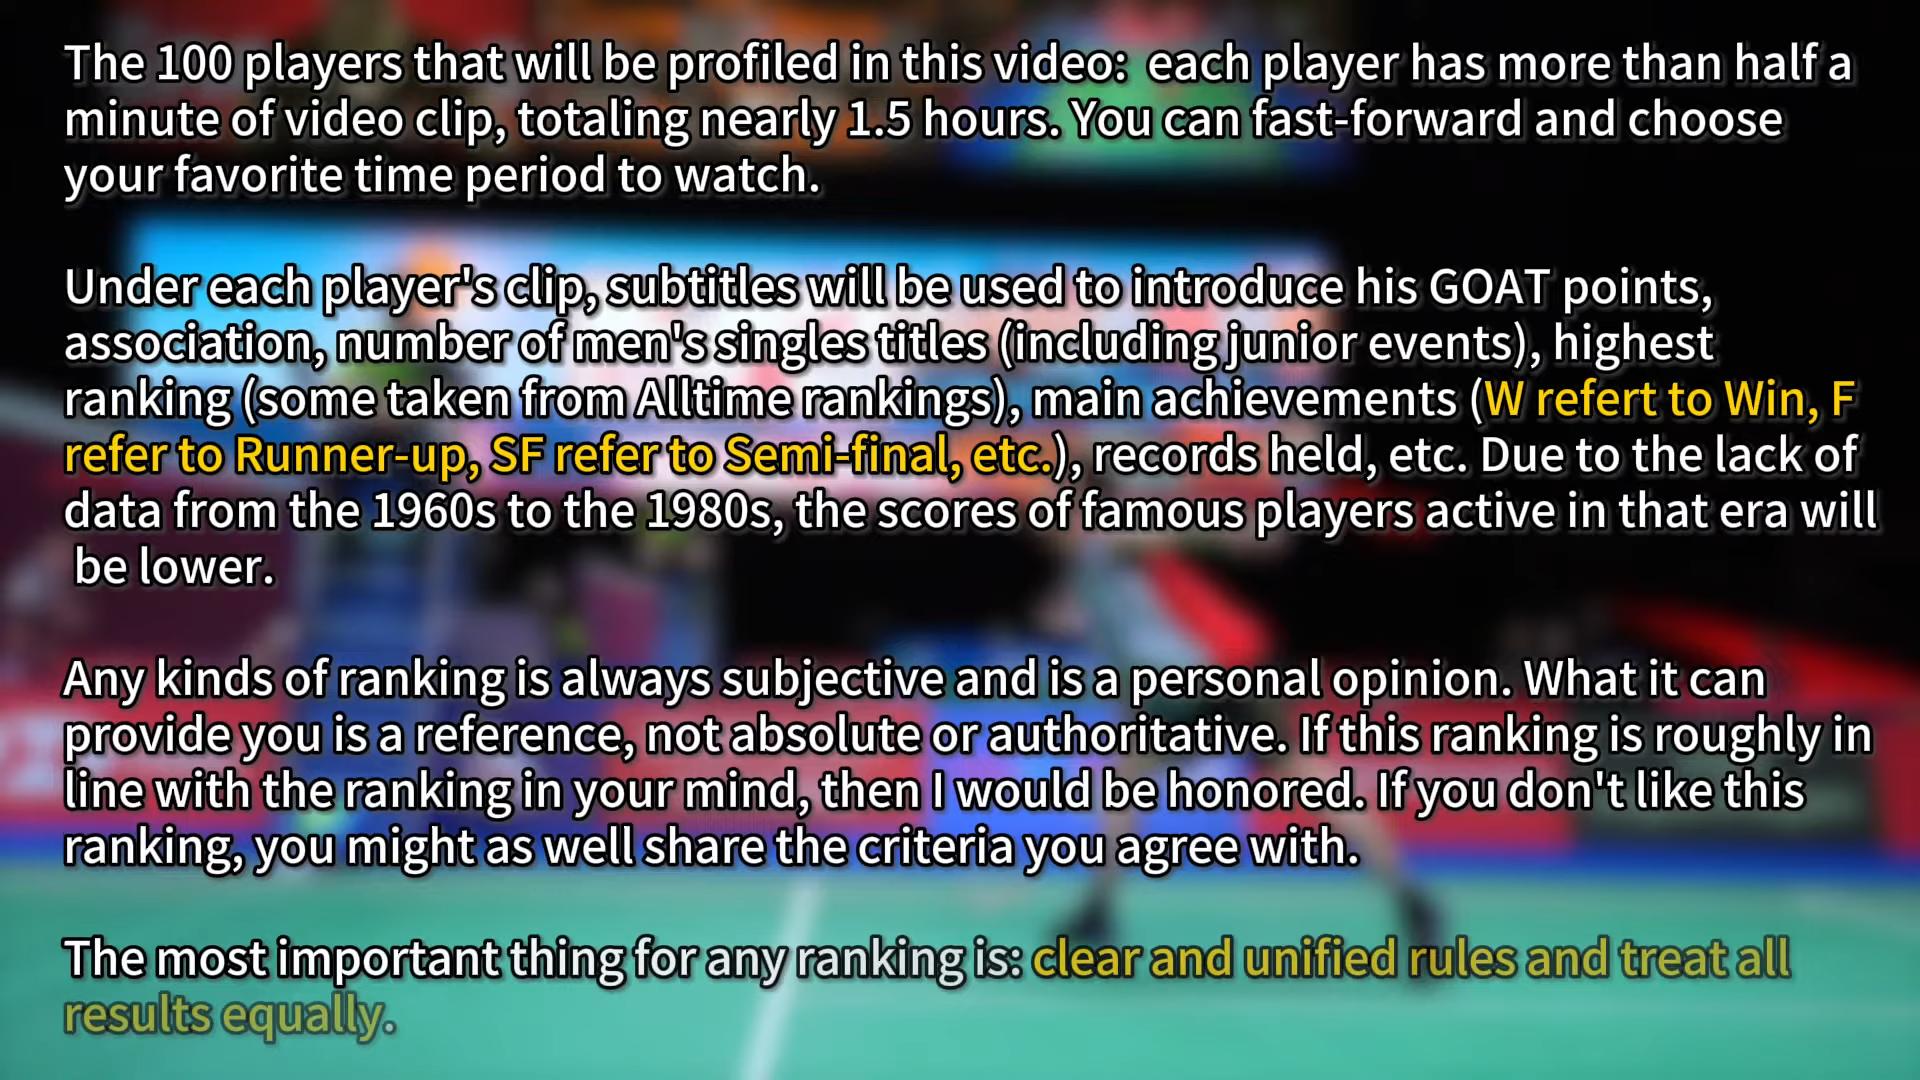 The 100 players that will be profiled in this video:  each player has more than half a
minute of video clip, totaling nearly 1.5 hours. You can fast-forward and choose
your favorite time period to watch.
Under each player's clip, subtitles will be used to introduce his GOAT points,
association, number of men's singles titles (including junior events), highest
ranking (some taken from Alltime rankings), main achievements (W refert to Win, F
refer to Runner-up, SF refer to Semi-final, etc.), records held, etc. Due to the lack of
data from the 1960s to the 1980s, the scores of famous players active in that era will
be lower.
Any kinds of ranking is always subjective and is a personal opinion. What it can
provide you is a reference, not absolute or authoritative. If this ranking is roughly in
line with the ranking in your mind, then I would be honored. If you don't like this
ranking, you might as well share the criteria you agree with.
The most important thing for any ranking is: clear and unified rules and treat all
results equally.